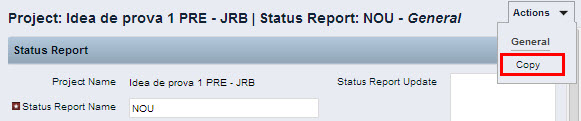 Project: Idea de prova 1 PRE - JRB | Status Report: NOU - General
Actions
General
Copy
Status Report
Project Name Idea de prova 1 PRE - JRB Status Report Update
Status Report Name NOU